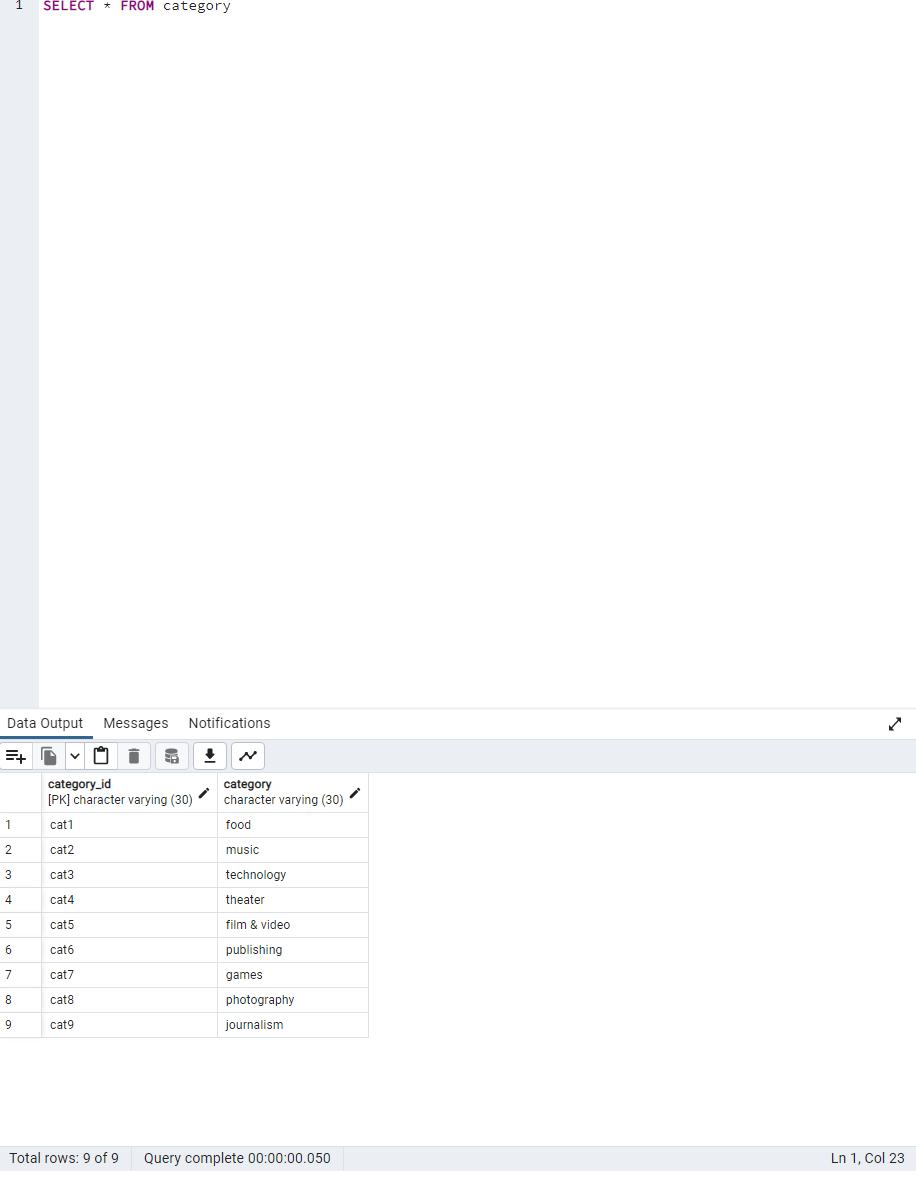 1 SELECT * FROM category
Data Output Messages Notifications
category_id category
[PK] character varying (30) character varying (30)
1 cat1 food
2 cat2 music
3 cat3 technology
4 cat4 theater
5 cat5 film & video
6 cat6 publishing
7 cat7 games
8 cat8 photography
9 cat9 journalism
Total rows: 9 of 9 Query complete 00:00:00.050 Ln 1, Col 23